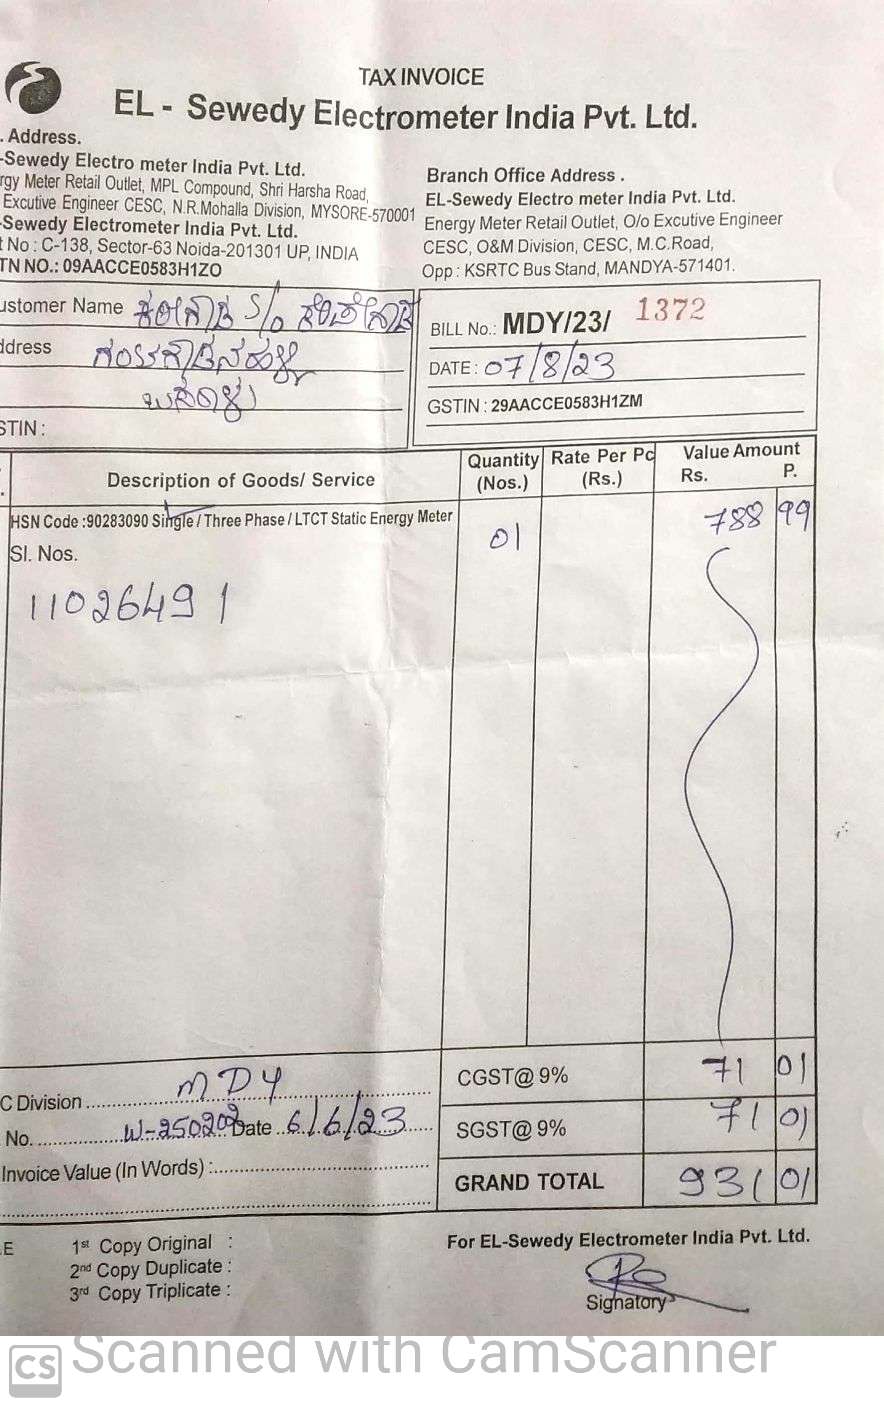 TAX INVOICE
EL - Sewedy Electrometer India Pvt. Ltd.
. Address.
-Sewedy Electro meter India Pvt. Ltd.
rgy Meter Retail Outlet, MPL Compound, Shri Harsha Road,
Excutive Engineer CESC, N.R.Mohalla Division, MYSORE-570001
-Sewedy Electrometer India Pvt. Ltd.
t No : C-138, Sector-63 Noida-201301 UP, INDIA
TN NO.: 09AACCE0583H1ZO
Branch Office Address .
EL-Sewedy Electro meter India Pvt. Ltd.
Energy Meter Retail Outlet, O/o Excutive Engineer
CESC, O&M Division, CESC, M.C.Road,
Opp : KSRTC Bus Stand, MANDYA-571401.
ustomer Name S/o
ddress
STIN :
BILL No.: MDY/23/ 1372
DATE : 07/8/23
GSTIN : 29AACCE0583H1ZM
Description of Goods/ Service
Quantity (Nos.)
Rate Per Pc (Rs.)
Value Amount
Rs. P.
HSN Code :90283090 Single / Three Phase / LTCT Static Energy Meter
01 788 99
Sl. Nos.
11026491
C Division MDY
No. W-250202 Date 6/6/23
Invoice Value (In Words) :
CGST@ 9% 71 01
SGST@ 9% 71 01
GRAND TOTAL 931 01
E 1st Copy Original :
2nd Copy Duplicate :
3rd Copy Triplicate :
For EL-Sewedy Electrometer India Pvt. Ltd.
Signatory
CS Scanned with CamScanner